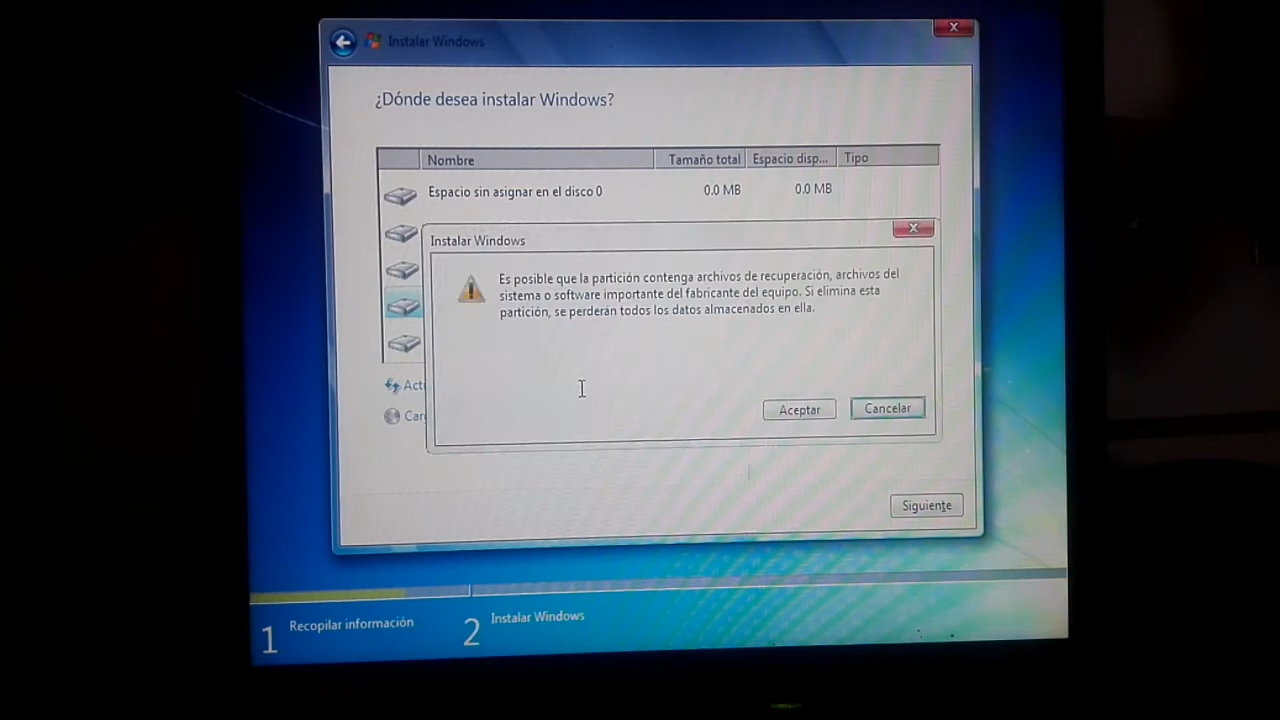 Instalar Windows
¿Dónde desea instalar Windows?
Nombre Tamaño total Espacio disp... Tipo
Espacio sin asignar en el disco 0 0.0 MB 0.0 MB
Instalar Windows
Es posible que la partición contenga archivos de recuperación, archivos del
sistema o software importante del fabricante del equipo. Si elimina esta
partición, se perderán todos los datos almacenados en ella.
Act
Car
Aceptar Cancelar
Siguiente
1 Recopilar información 2 Instalar Windows